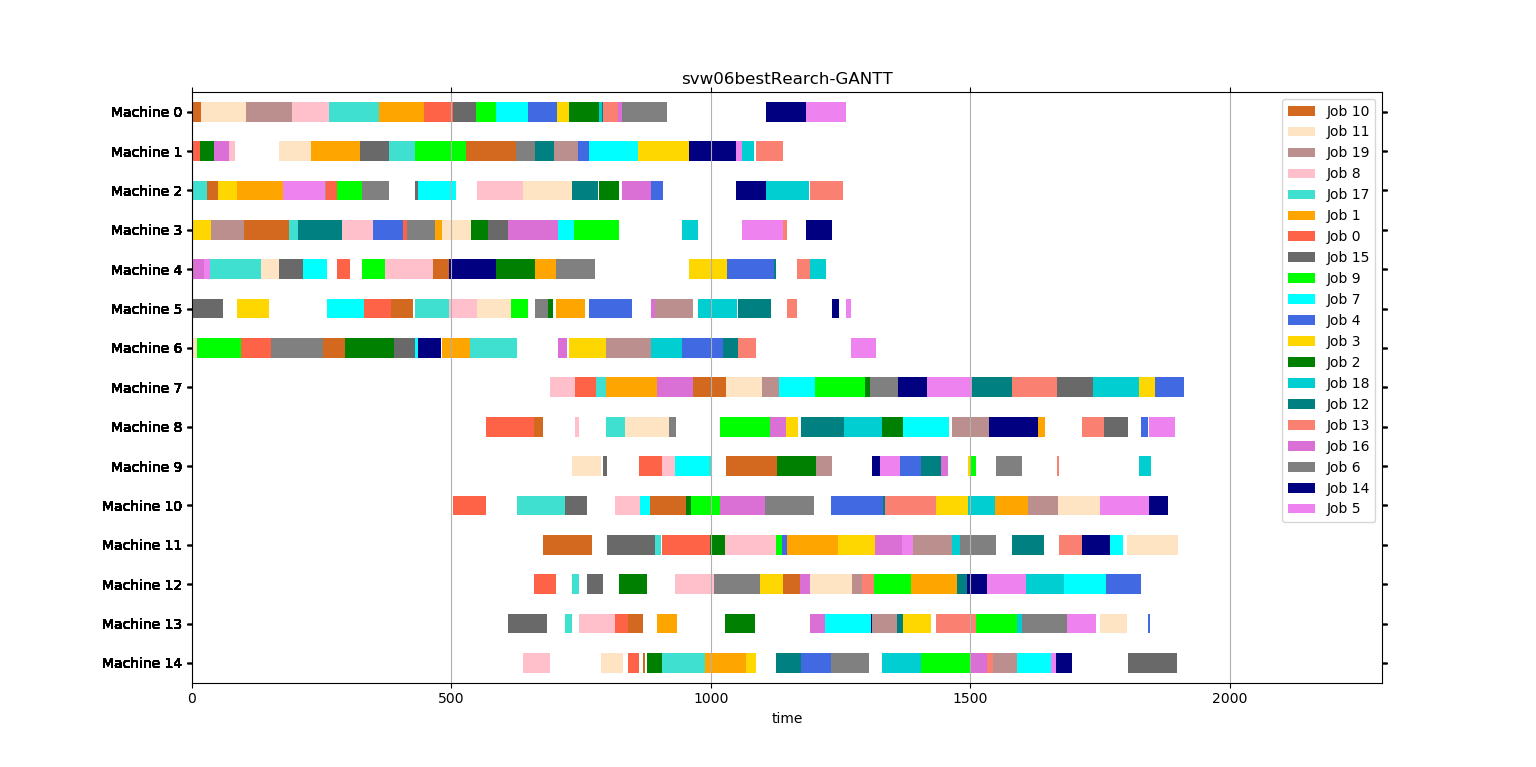 svw06bestRearch-GANTT
Machine 0
Machine 1
Machine 2
Machine 3
Machine 4
Machine 5
Machine 6
Machine 7
Machine 8
Machine 9
Machine 10
Machine 11
Machine 12
Machine 13
Machine 14
Job 10
Job 11
Job 19
Job 8
Job 17
Job 1
Job 0
Job 15
Job 9
Job 7
Job 4
Job 3
Job 2
Job 18
Job 12
Job 13
Job 16
Job 6
Job 14
Job 5
0 500 1000 1500 2000
time